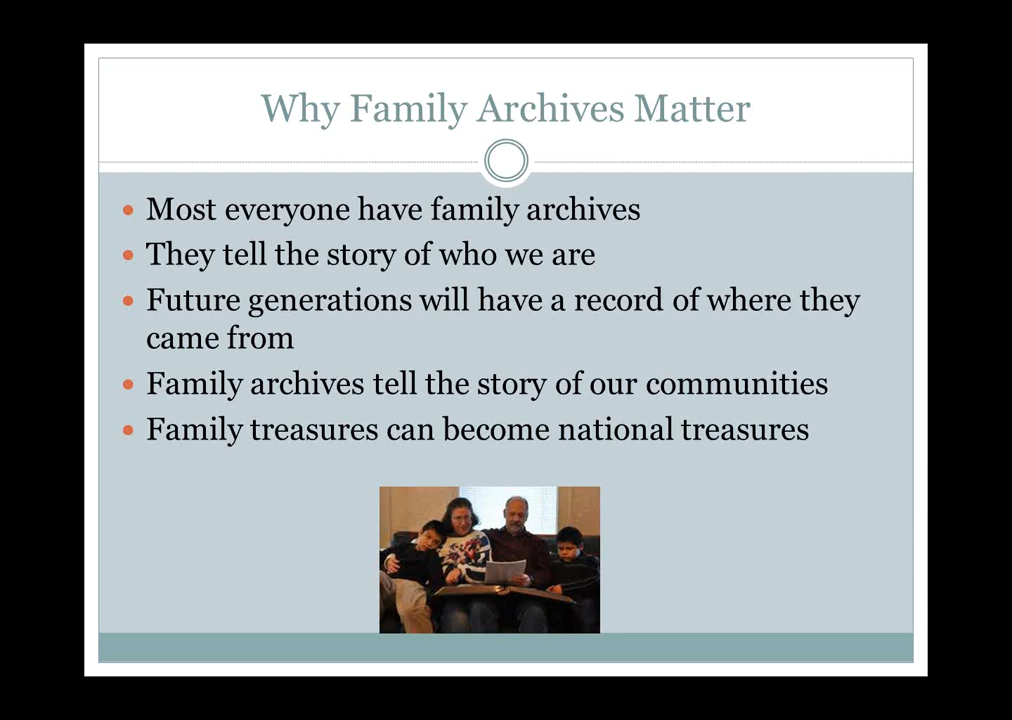 Why Family Archives Matter
• Most everyone have family archives
• They tell the story of who we are
• Future generations will have a record of where they
came from
• Family archives tell the story of our communities
• Family treasures can become national treasures